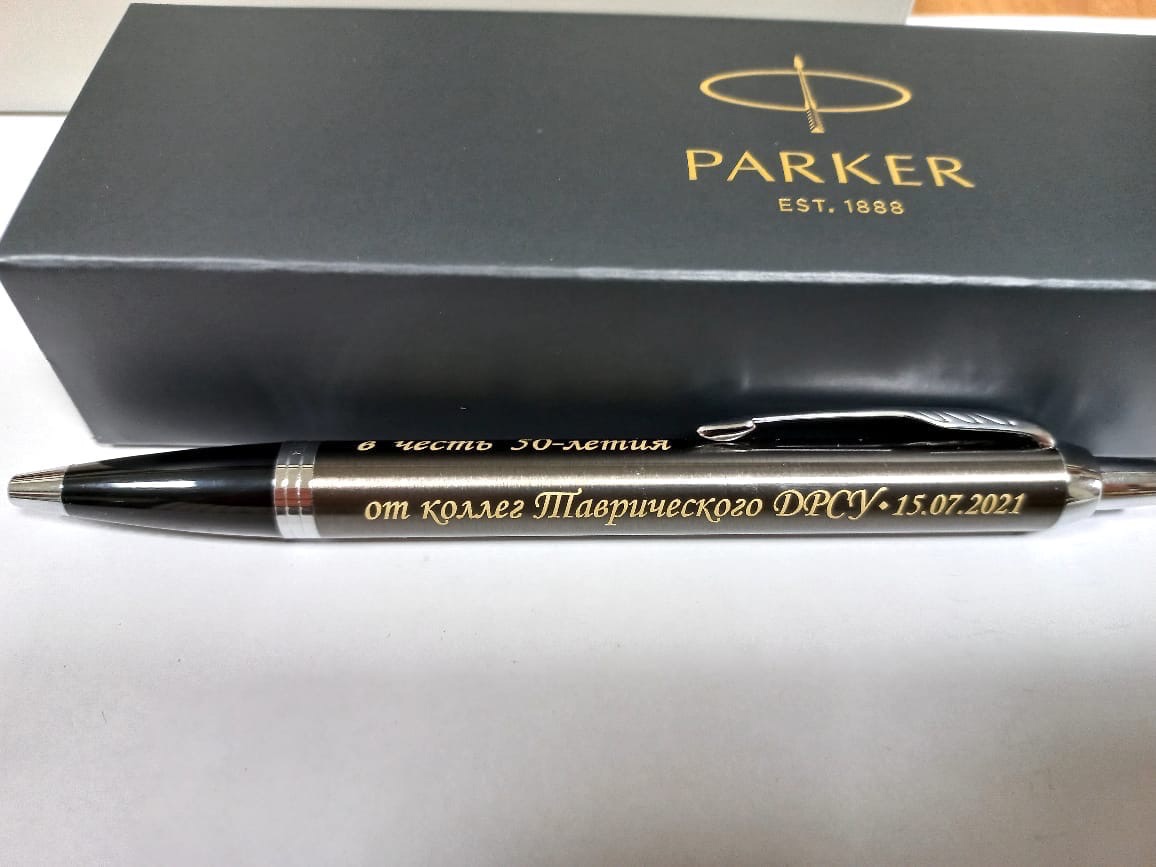 PARKER
EST. 1888
в честь 50-летия
от коллег Таврического ДРСУ • 15.07.2021